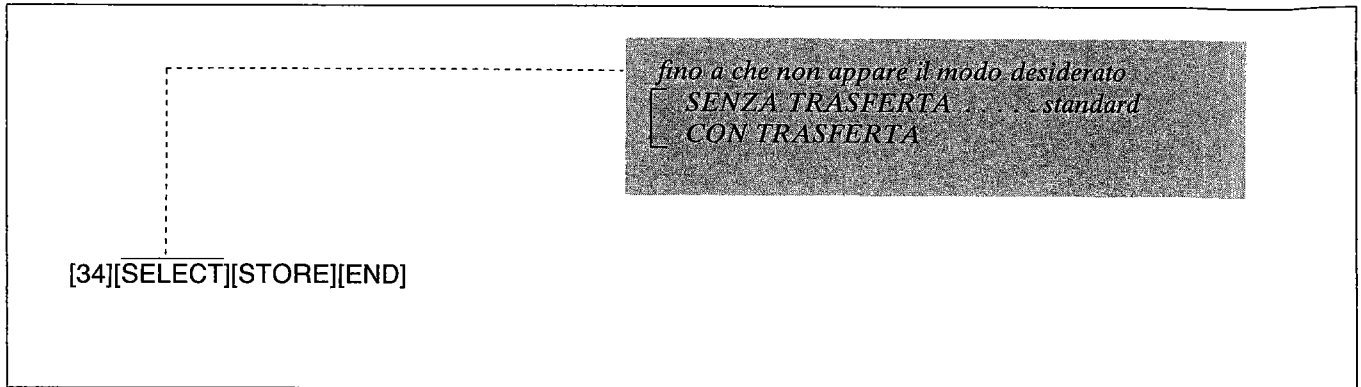 fino a che non appare il modo desiderato
SENZA TRASFERTA . . . . . standard
CON TRASFERTA
[34][SELECT][STORE][END]